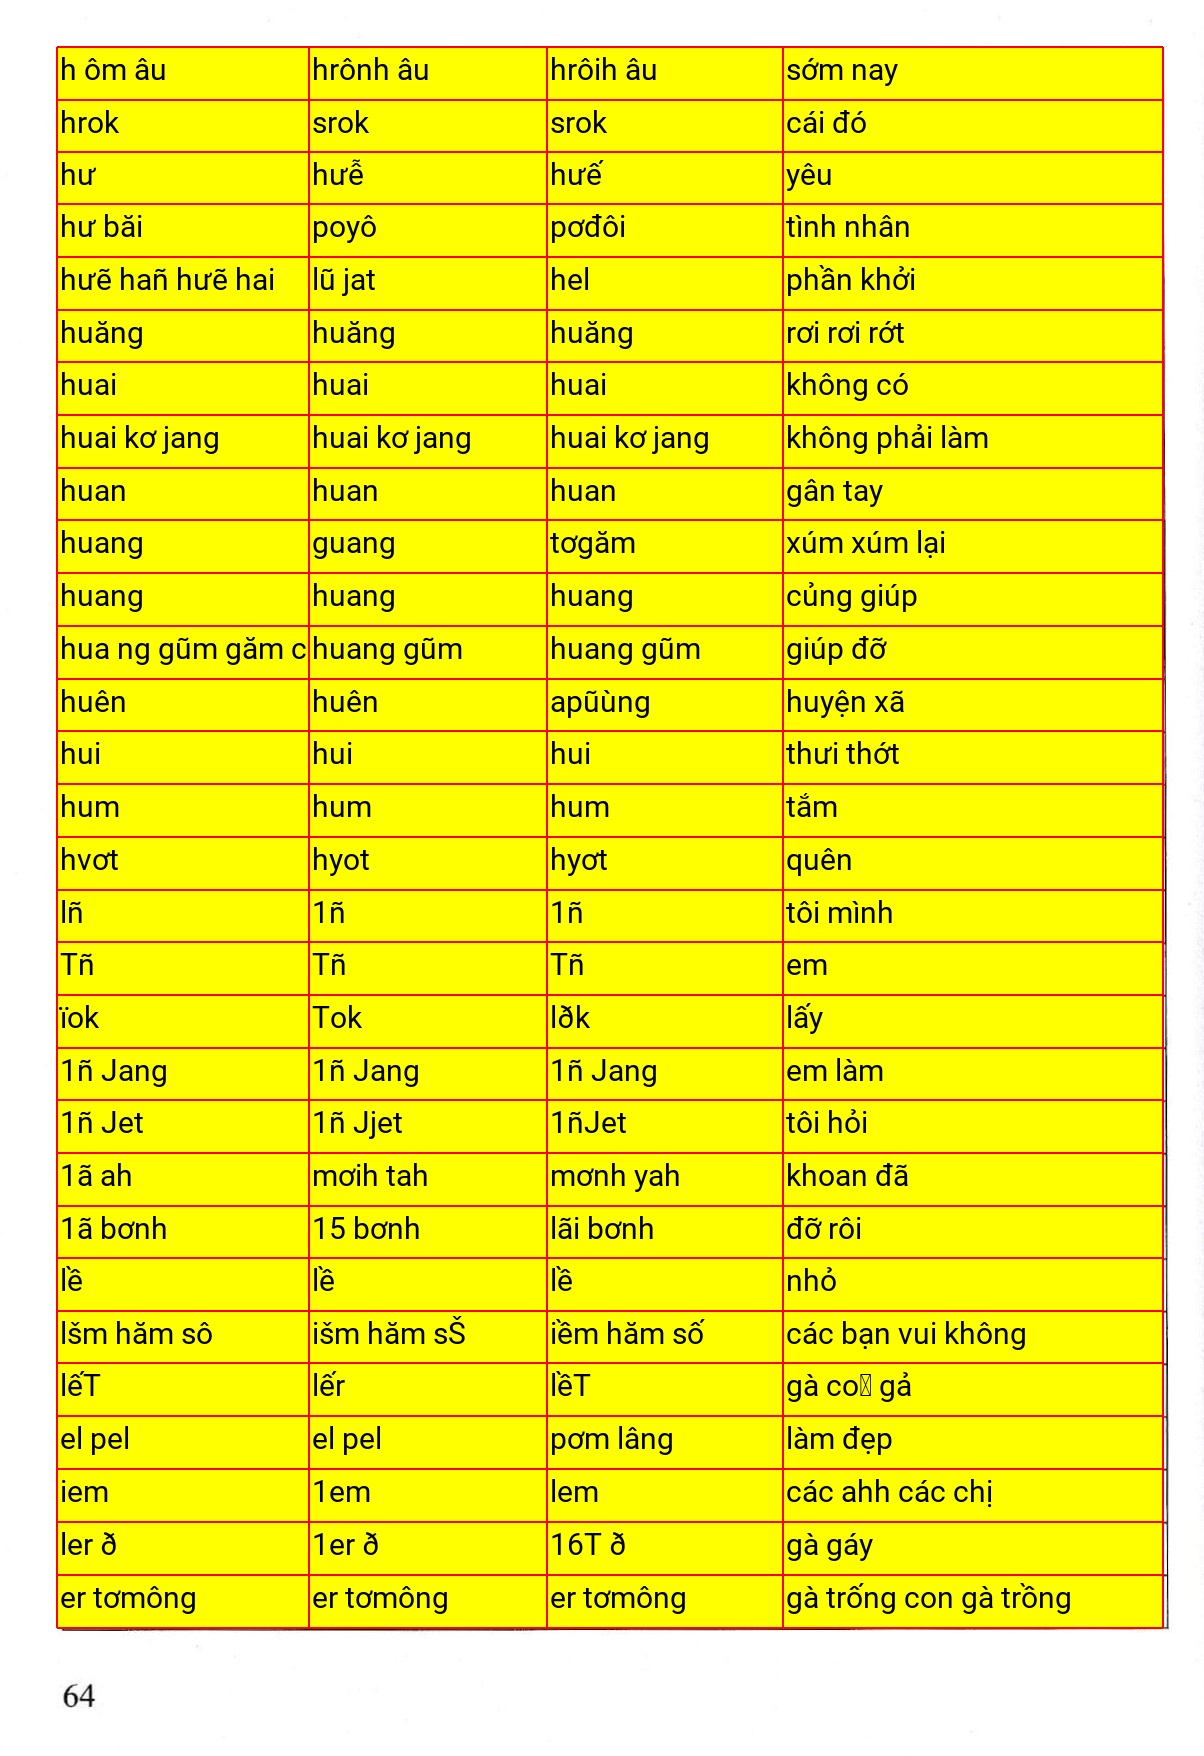 h ôm âu hrônh âu hrôih âu sớm nay
hrok srok srok cái đó
hư huễ huế yêu
hư băi poyô pơđôi tình nhân
huẽ hañ huẽ hai lũ jat hel phần khởi
huăng huăng huăng rơi rơi rớt
huai huai huai không có
huai kơ jang huai kơ jang huai kơ jang không phải làm
huan huan huan gân tay
huang guang tơgăm xúm xúm lại
huang huang huang củng giúp
hua ng gũm găm c huang gũm huang gũm giúp đỡ
huên huên apũùng huyện xã
hui hui hui thưi thớt
hum hum hum tắm
hvơt hyot hyơt quên
lñ 1ñ 1ñ tôi mình
Tñ Tñ Tñ em
ïok Tok lðk lấy
1ñ Jang 1ñ Jang 1ñ Jang em làm
1ñ Jet 1ñ Jjet 1ñJet tôi hỏi
1ã ah mơih tah mơnh yah khoan đã
1ã bơnh 15 bơnh lãi bơnh đỡ rôi
lề lề lề nhỏ
lšm hăm sô išm hăm sŠ iềm hăm số các bạn vui không
lếT lếr lềT gà co gả
el pel el pel pơm lâng làm đẹp
iem 1em lem các ahh các chị
ler ð 1er ð 16T ð gà gáy
er tơmông er tơmông er tơmông gà trống con gà trồng
64